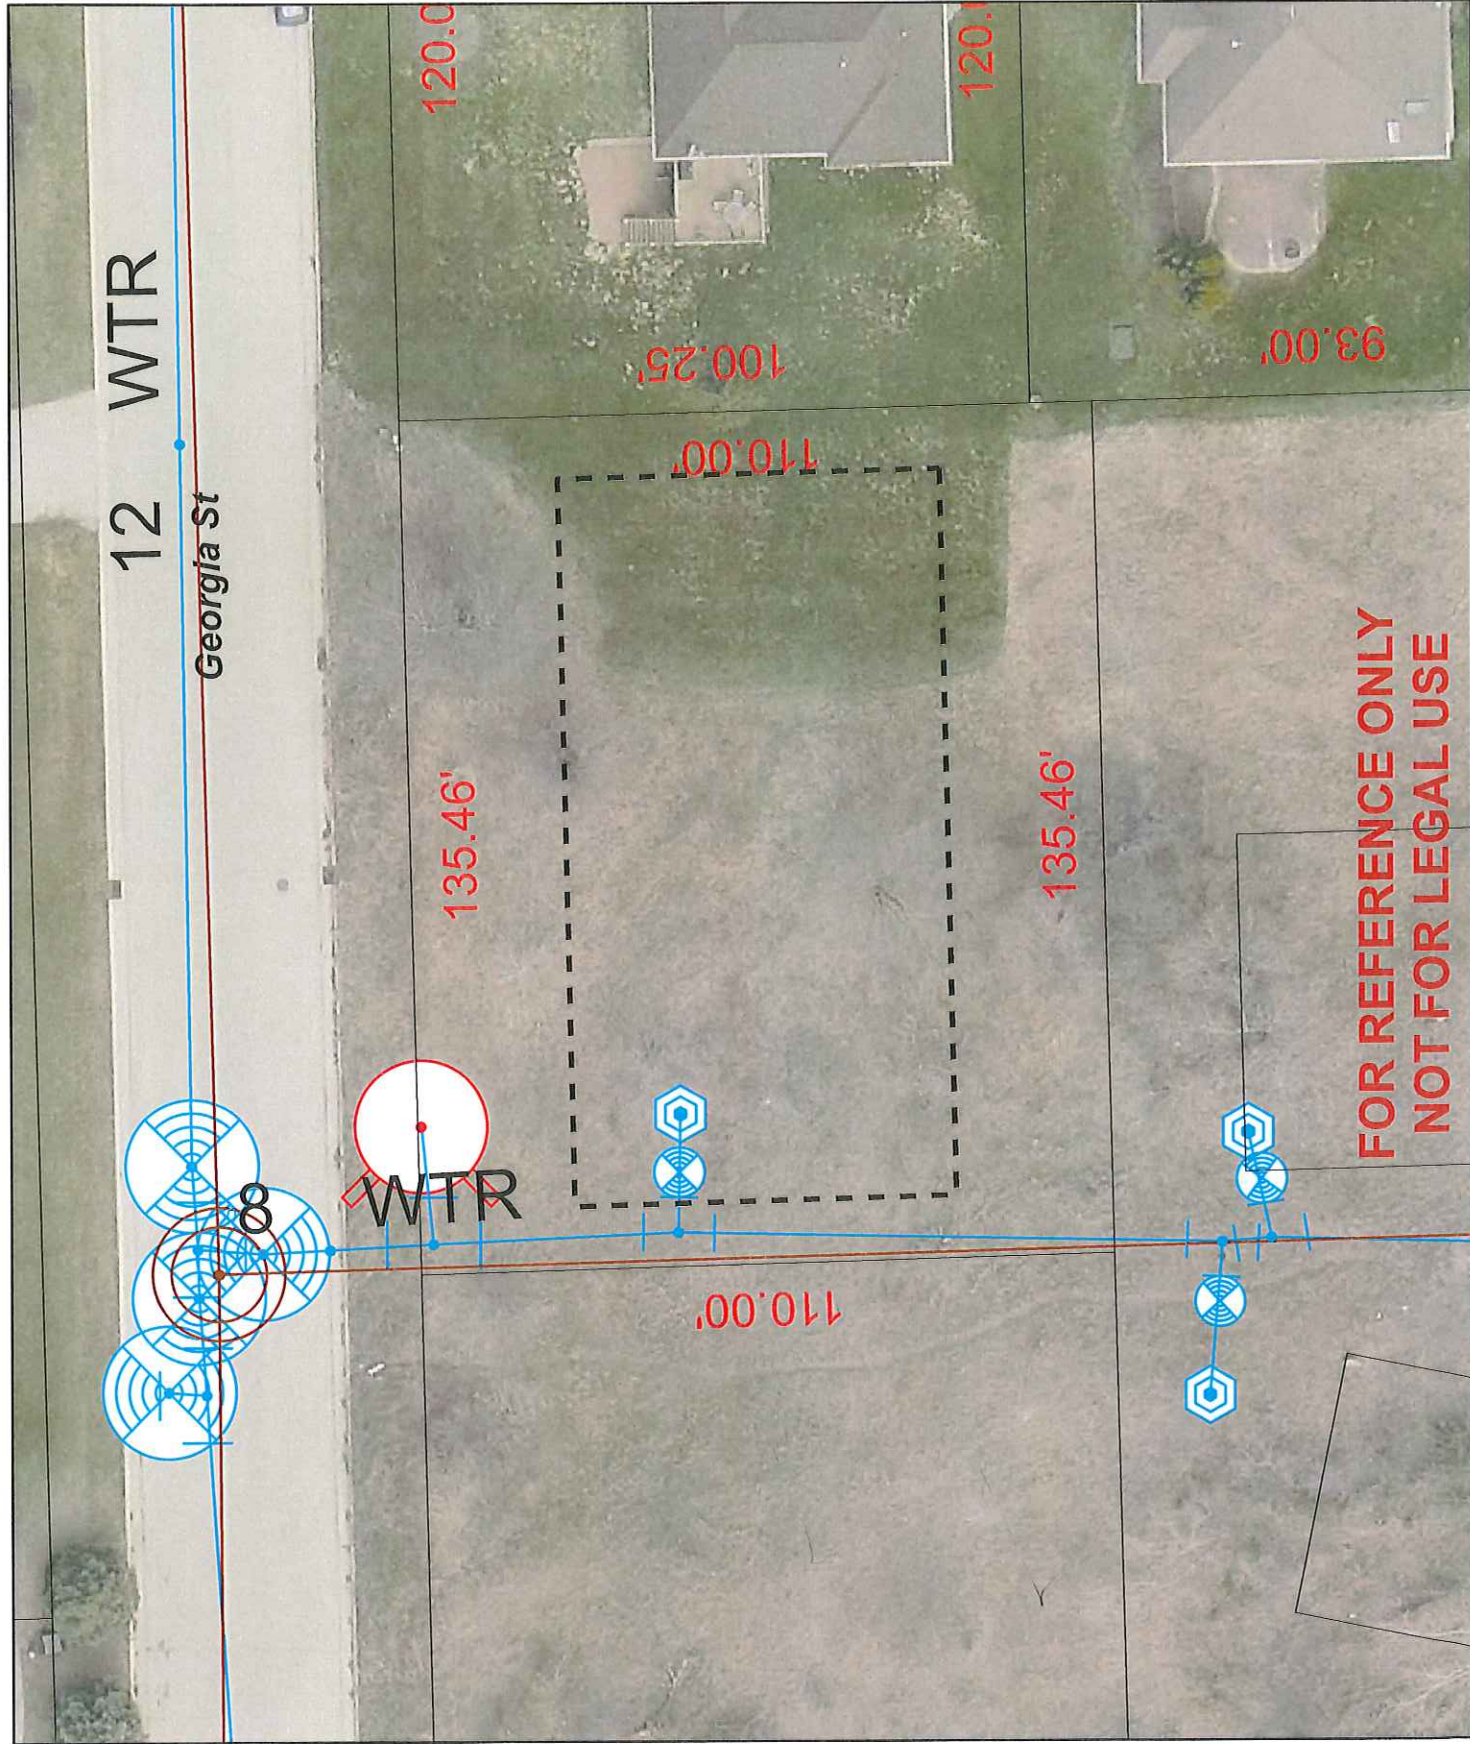 120.0
120.
12 WTR
Georgia St
100.25'
93.00'
110.00'
135.46'
135.46'
8 WTR
110.00'
FOR REFERENCE ONLY
NOT FOR LEGAL USE